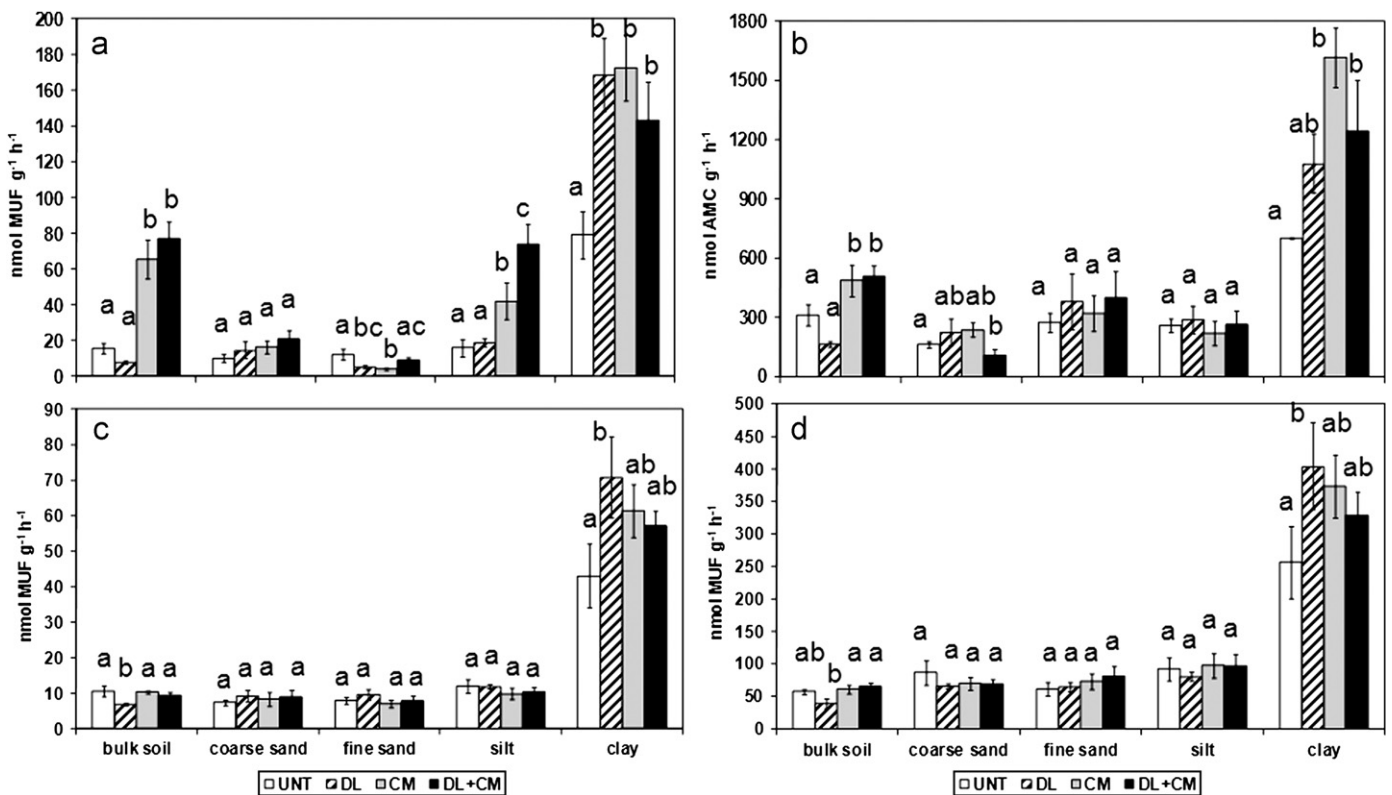 a
nmol MUF g⁻¹ h⁻¹
200
180
160
140
120
100
80
60
40
20
0
a a b b
a a a a
a bc b ac
a a b c
a b b b
b
nmol AMC g⁻¹ h⁻¹
1800
1500
1200
900
600
300
0
a a b b
a ab ab b
a a a a
a a a a
a ab b b
c
nmol MUF g⁻¹ h⁻¹
90
80
70
60
50
40
30
20
10
0
a b a a
a a a a
a a a a
a a a a
a b ab ab
bulk soil coarse sand fine sand silt clay
UNT DL CM DL+CM
d
nmol MUF g⁻¹ h⁻¹
500
450
400
350
300
250
200
150
100
50
0
ab b a a
a a a a
a a a a
a a a a
a b ab ab
bulk soil coarse sand fine sand silt clay
UNT DL CM DL+CM